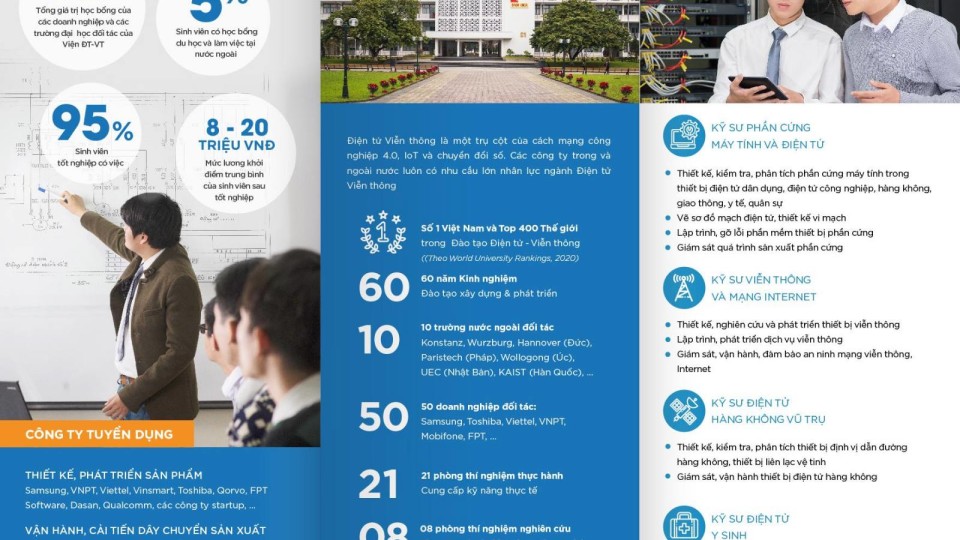 Tổng giá trị học bổng của
các doanh nghiệp và các
trường đại học đối tác của
Viện ĐT-VT
5%
Sinh viên có học bổng
du học và làm việc tại
nước ngoài
95%
Sinh viên
tốt nghiệp có việc
8 - 20
TRIỆU VNĐ
Mức lương khởi
điểm trung bình
của sinh viên sau
tốt nghiệp
CÔNG TY TUYỂN DỤNG
THIẾT KẾ, PHÁT TRIỂN SẢN PHẨM
Samsung, VNPT, Viettel, Vinsmart, Toshiba, Qorvo, FPT
Software, Dasan, Qualcomm, các công ty startup, ...
VẬN HÀNH, CẢI TIẾN DÂY CHUYỀN SẢN XUẤT
Điện tử Viễn thông là một trụ cột của cách mạng công
nghiệp 4.0, IoT và chuyển đổi số. Các công ty trong và
ngoài nước luôn có nhu cầu lớn nhân lực ngành Điện tử
Viễn thông
1
Số 1 Việt Nam và Top 400 Thế giới
trong Đào tạo Điện tử - Viễn thông
((Theo World University Rankings, 2020)
60
60 năm Kinh nghiệm
Đào tạo xây dựng & phát triển
10
10 trường nước ngoài đối tác
Konstanz, Wurzburg, Hannover (Đức),
Paristech (Pháp), Wollogong (Úc),
UEC (Nhật Bản), KAIST (Hàn Quốc), ...
50
50 doanh nghiệp đối tác:
Samsung, Toshiba, Viettel, VNPT,
Mobifone, FPT, ...
21
21 phòng thí nghiệm thực hành
Cung cấp kỹ năng thực tế
08
08 phòng thí nghiệm nghiên cứu
KỸ SƯ PHẦN CỨNG
MÁY TÍNH VÀ ĐIỆN TỬ
Thiết kế, kiểm tra, phân tích phần cứng máy tính trong
thiết bị điện tử dân dụng, điện tử công nghiệp, hàng không,
giao thông, y tế, quân sự
Vẽ sơ đồ mạch điện tử, thiết kế vi mạch
Lập trình, gỡ lỗi phần mềm thiết bị phần cứng
Giám sát quá trình sản xuất phần cứng
KỸ SƯ VIỄN THÔNG
VÀ MẠNG INTERNET
Thiết kế, nghiên cứu và phát triển thiết bị viễn thông
Lập trình, phát triển dịch vụ viễn thông
Giám sát, vận hành, đảm bảo an ninh mạng viễn thông,
Internet
KỸ SƯ ĐIỆN TỬ
HÀNG KHÔNG VŨ TRỤ
Thiết kế, kiểm tra, phân tích thiết bị định vị dẫn đường
hàng không, thiết bị liên lạc vệ tinh
Giám sát, vận hành thiết bị điện tử hàng không
KỸ SƯ ĐIỆN TỬ
Y SINH